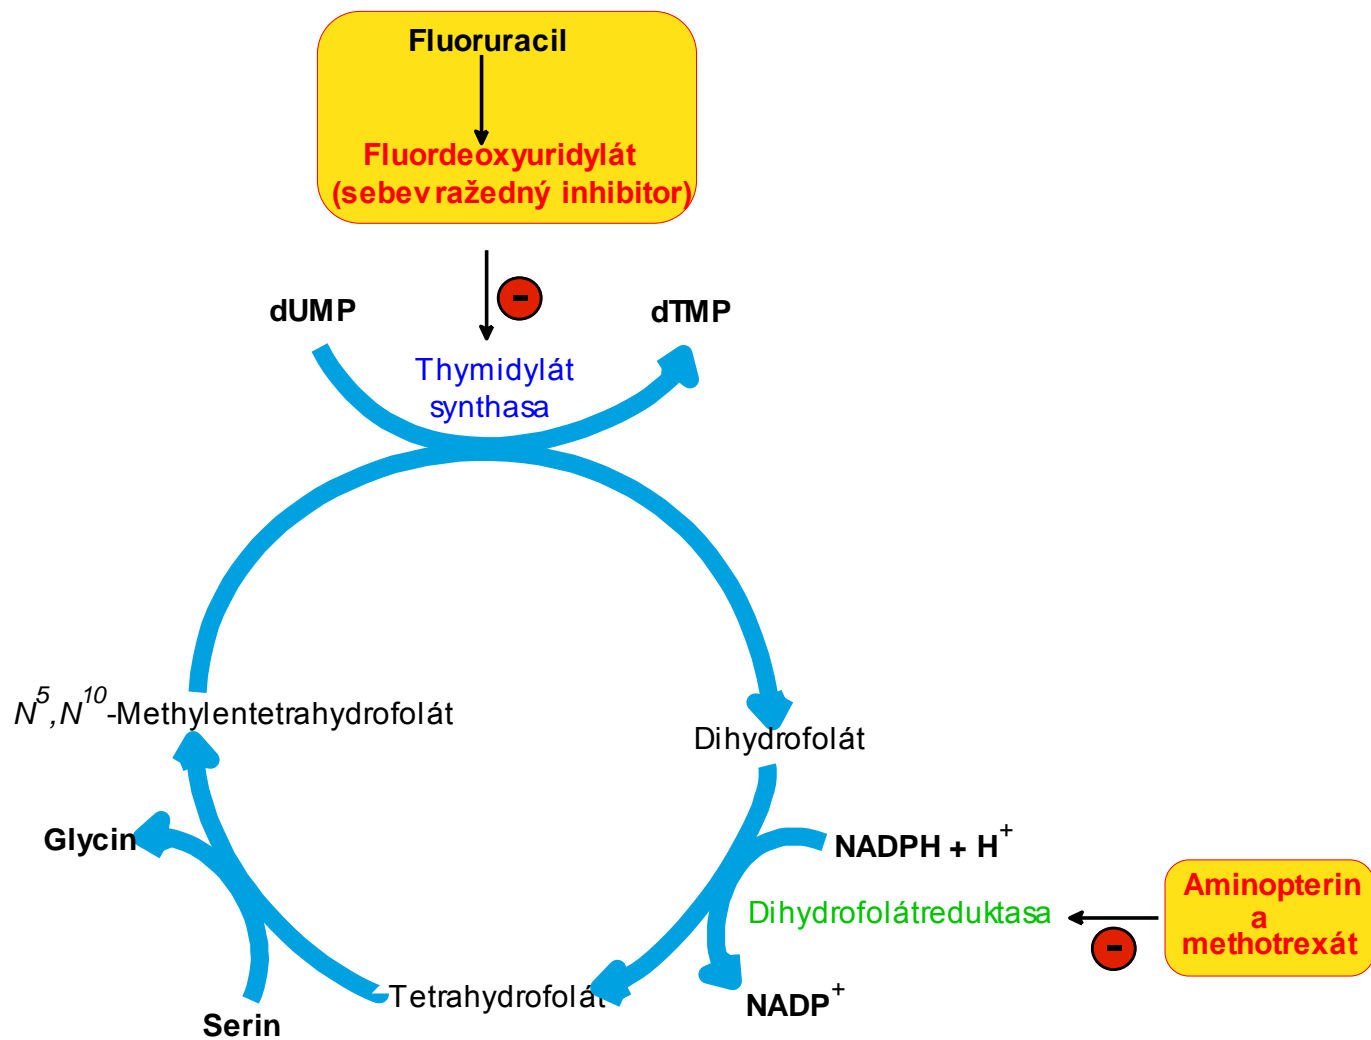 Fluoruracil
Fluordeoxyuridylát
(sebevražedný inhibitor)
-
dUMP
dTMP
Thymidylát
synthasa
N⁵,N¹⁰-Methylentetrahydrofolát
Dihydrofolát
Glycin
NADPH + H⁺
Dihydrofolátreduktasa
Aminopterin
a
methotrexát
-
Tetrahydrofolát
NADP⁺
Serin